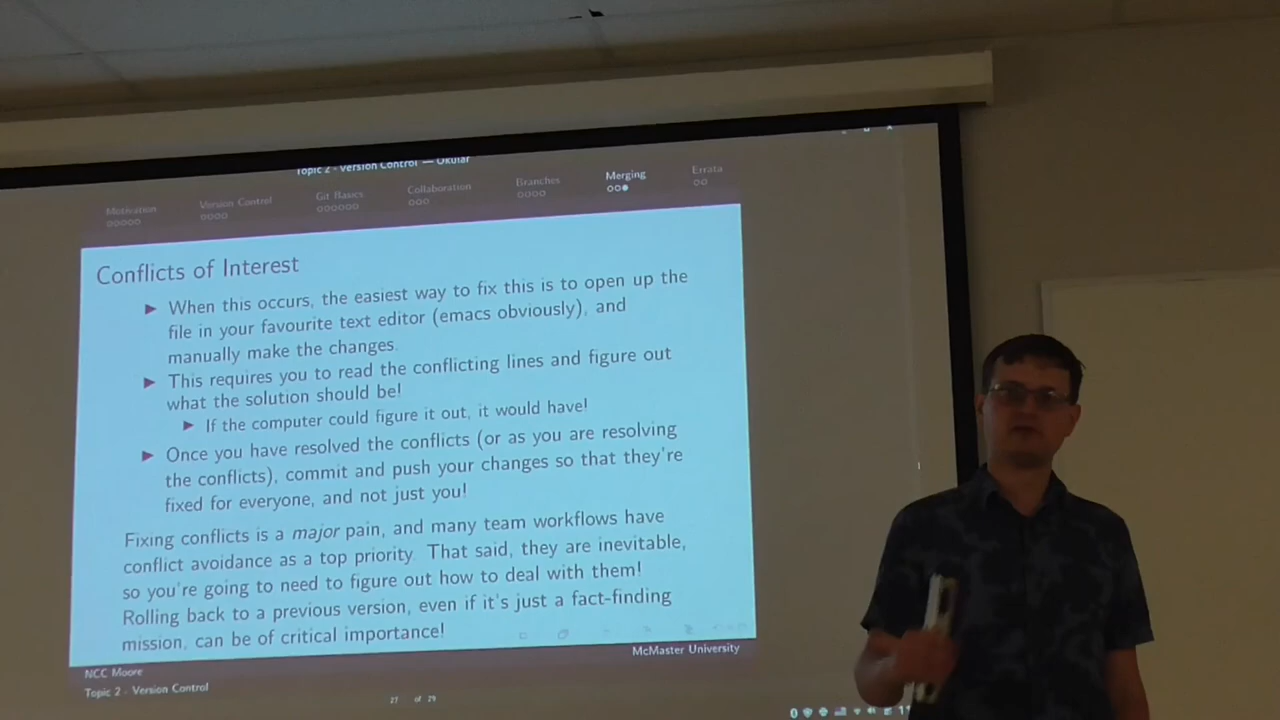 Topic 2 - Version Control — Okular
Motivation Version Control Git Basics Collaboration Branches Merging Errata
Conflicts of Interest
When this occurs, the easiest way to fix this is to open up the
file in your favourite text editor (emacs obviously), and
manually make the changes.
This requires you to read the conflicting lines and figure out
what the solution should be!
If the computer could figure it out, it would have!
Once you have resolved the conflicts (or as you are resolving
the conflicts), commit and push your changes so that they're
fixed for everyone, and not just you!
Fixing conflicts is a major pain, and many team workflows have
conflict avoidance as a top priority. That said, they are inevitable,
so you're going to need to figure out how to deal with them!
Rolling back to a previous version, even if it's just a fact-finding
mission, can be of critical importance!
NCC Moore
McMaster University
Topic 2 - Version Control
27 of 29